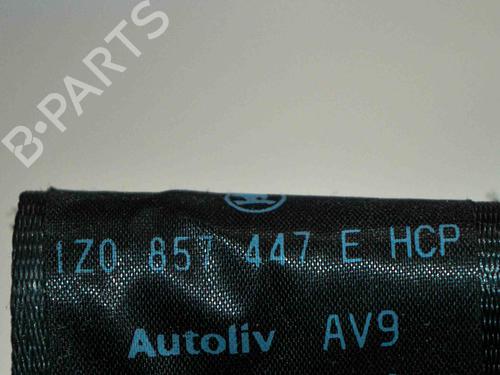 B-PARTS
1Z0 857 447 E HCP
Autoliv AV9